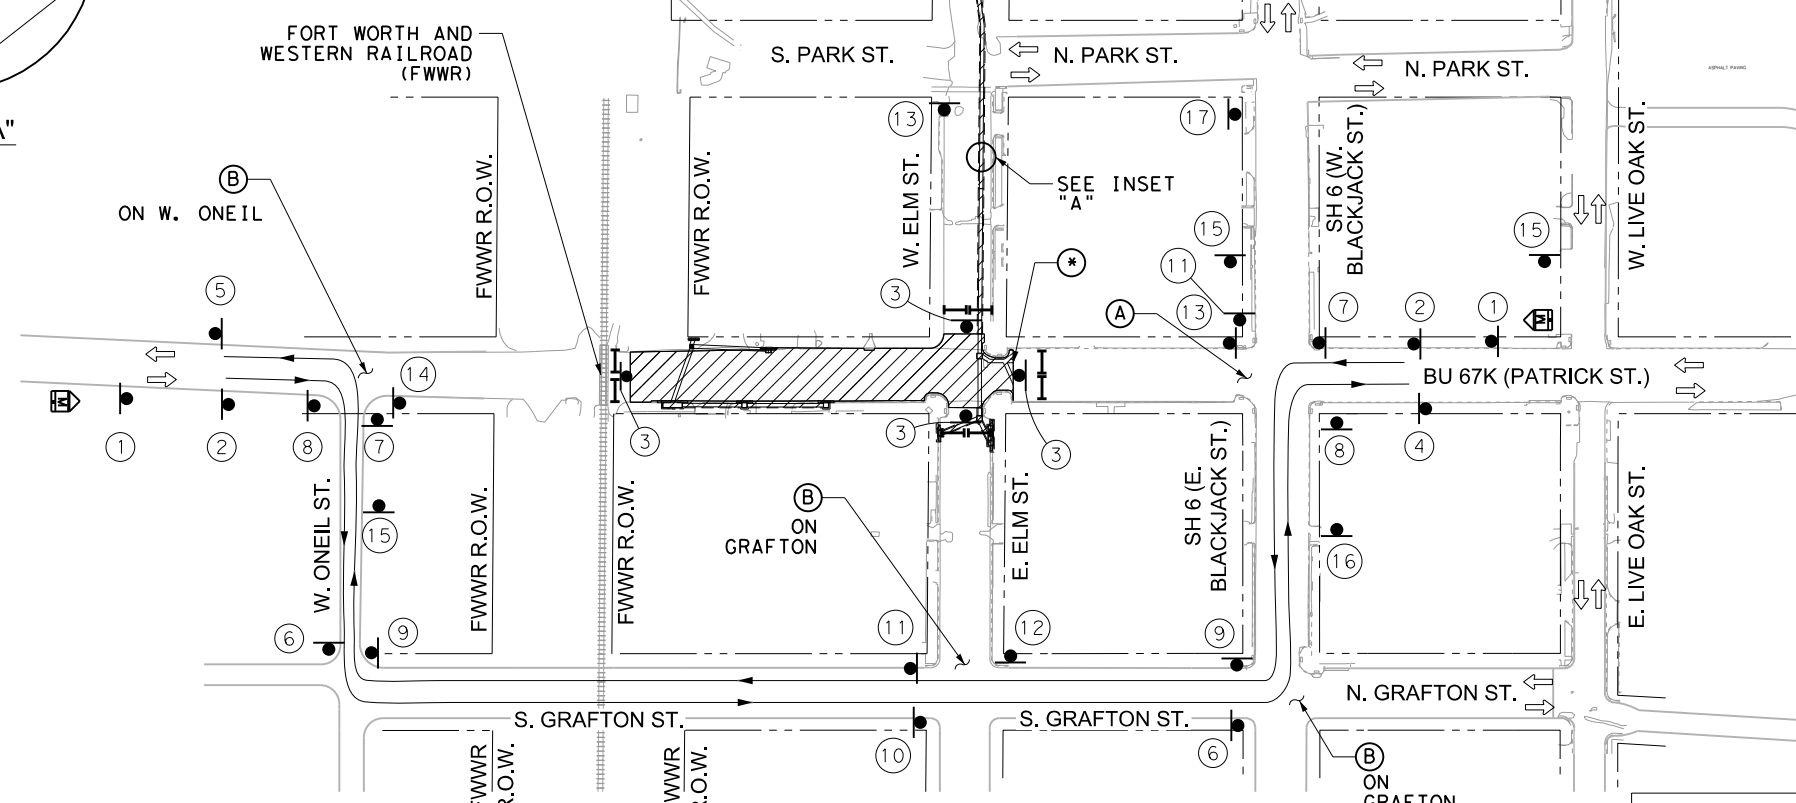 FORT WORTH AND
WESTERN RAILROAD
(FWWR)
S. PARK ST.
N. PARK ST.
N. PARK ST.
ASPHALT PAVING
A"
B
ON W. ONEIL
FWWR R.O.W.
FWWR R.O.W.
W. ELM ST.
13
SEE INSET
"A"
17
SH 6 (W.
BLACKJACK ST.)
W. LIVE OAK ST.
15
15
11
13
*
A
3
5
7
2
1
14
BU 67K (PATRICK ST.)
1
2
8
7
3
3
3
8
4
W. ONEIL ST.
15
FWWR R.O.W.
FWWR R.O.W.
B
ON
GRAFTON
E. ELM ST.
SH 6 (E.
BLACKJACK ST.)
16
E. LIVE OAK ST.
6
9
11
12
9
N. GRAFTON ST.
S. GRAFTON ST.
S. GRAFTON ST.
10
6
B
ON
GRAFTON
FWWR
R.O.W.
FWWR
R.O.W.